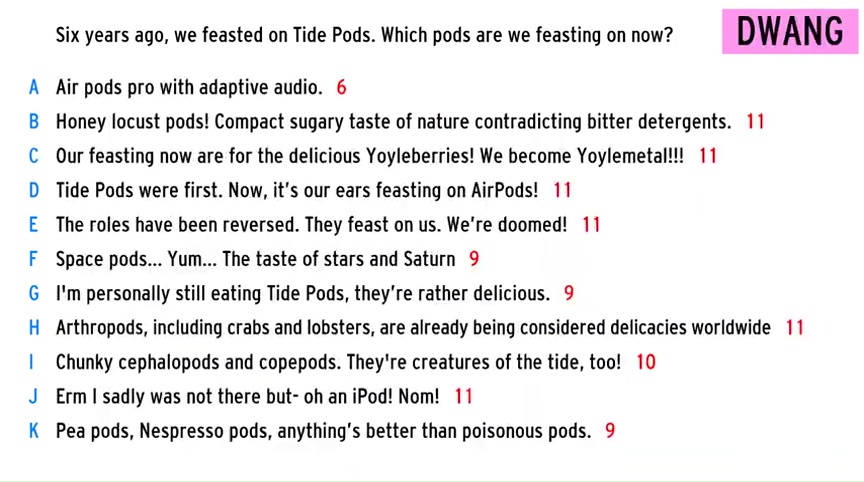 Six years ago, we feasted on Tide Pods. Which pods are we feasting on now?
DWANG
A Air pods pro with adaptive audio. 6
B Honey locust pods! Compact sugary taste of nature contradicting bitter detergents. 11
C Our feasting now are for the delicious Yoyleberries! We become Yoylemetal!!! 11
D Tide Pods were first. Now, it's our ears feasting on AirPods! 11
E The roles have been reversed. They feast on us. We're doomed! 11
F Space pods... Yum... The taste of stars and Saturn 9
G I'm personally still eating Tide Pods, they're rather delicious. 9
H Arthropods, including crabs and lobsters, are already being considered delicacies worldwide 11
I Chunky cephalopods and copepods. They're creatures of the tide, too! 10
J Erm I sadly was not there but- oh an iPod! Nom! 11
K Pea pods, Nespresso pods, anything's better than poisonous pods. 9